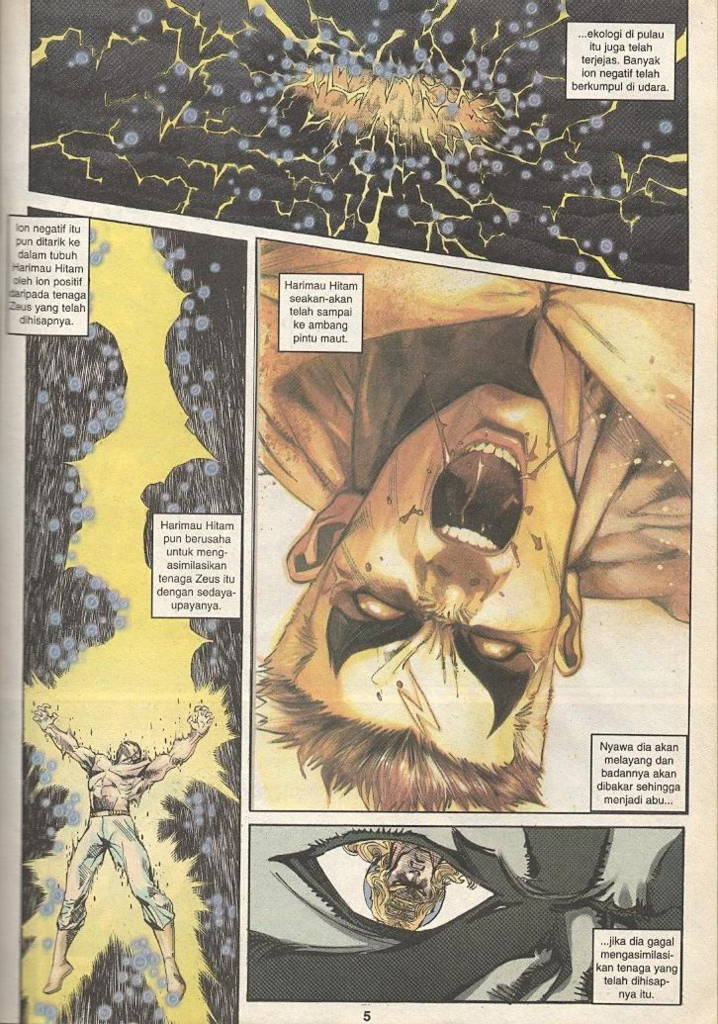 ...ekologi di pulau
itu juga telah
terjejas. Banyak
ion negatif telah
berkumpul di udara.
ion negatif itu
pun ditarik ke
dalam tubuh
Harimau Hitam
oleh ion positif
daripada tenaga
Zeus yang telah
dihisapnya.
Harimau Hitam
seakan-akan
telah sampai
ke ambang
pintu maut.
Harimau Hitam
pun berusaha
untuk meng-
asimilasikan
tenaga Zeus itu
dengan sedaya-
upayanya.
Nyawa dia akan
melayang dan
badannya akan
dibakar sehingga
menjadi abu...
...jika dia gagal
mengasimilasi-
kan tenaga yang
telah dihisap-
nya itu.
5